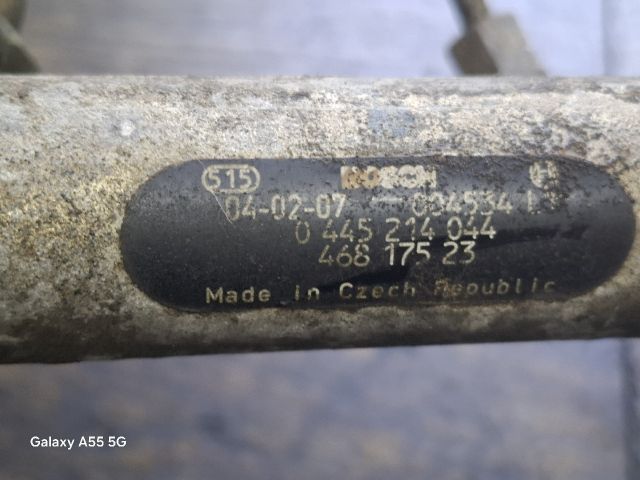 515 BOSCH
04-02-07 004534 1
0 445 214 044
468 175 23
Made in Czech Republic
Galaxy A55 5G